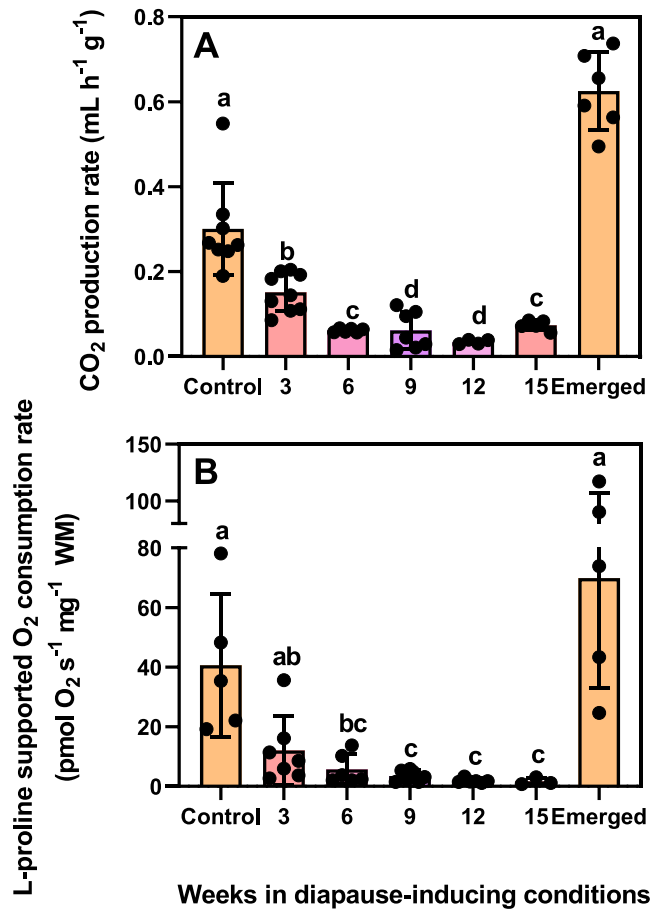 A
CO₂ production rate (mL h⁻¹ g⁻¹)
0.8
0.6
0.4
0.2
0.0
a
b
c
d
d
c
a
Control 3 6 9 12 15 Emerged
B
L-proline supported O₂ consumption rate
(pmol O₂ s⁻¹ mg⁻¹ WM)
150
100
80
60
40
20
0
a
ab
bc
c
c
c
a
Control 3 6 9 12 15 Emerged
Weeks in diapause-inducing conditions